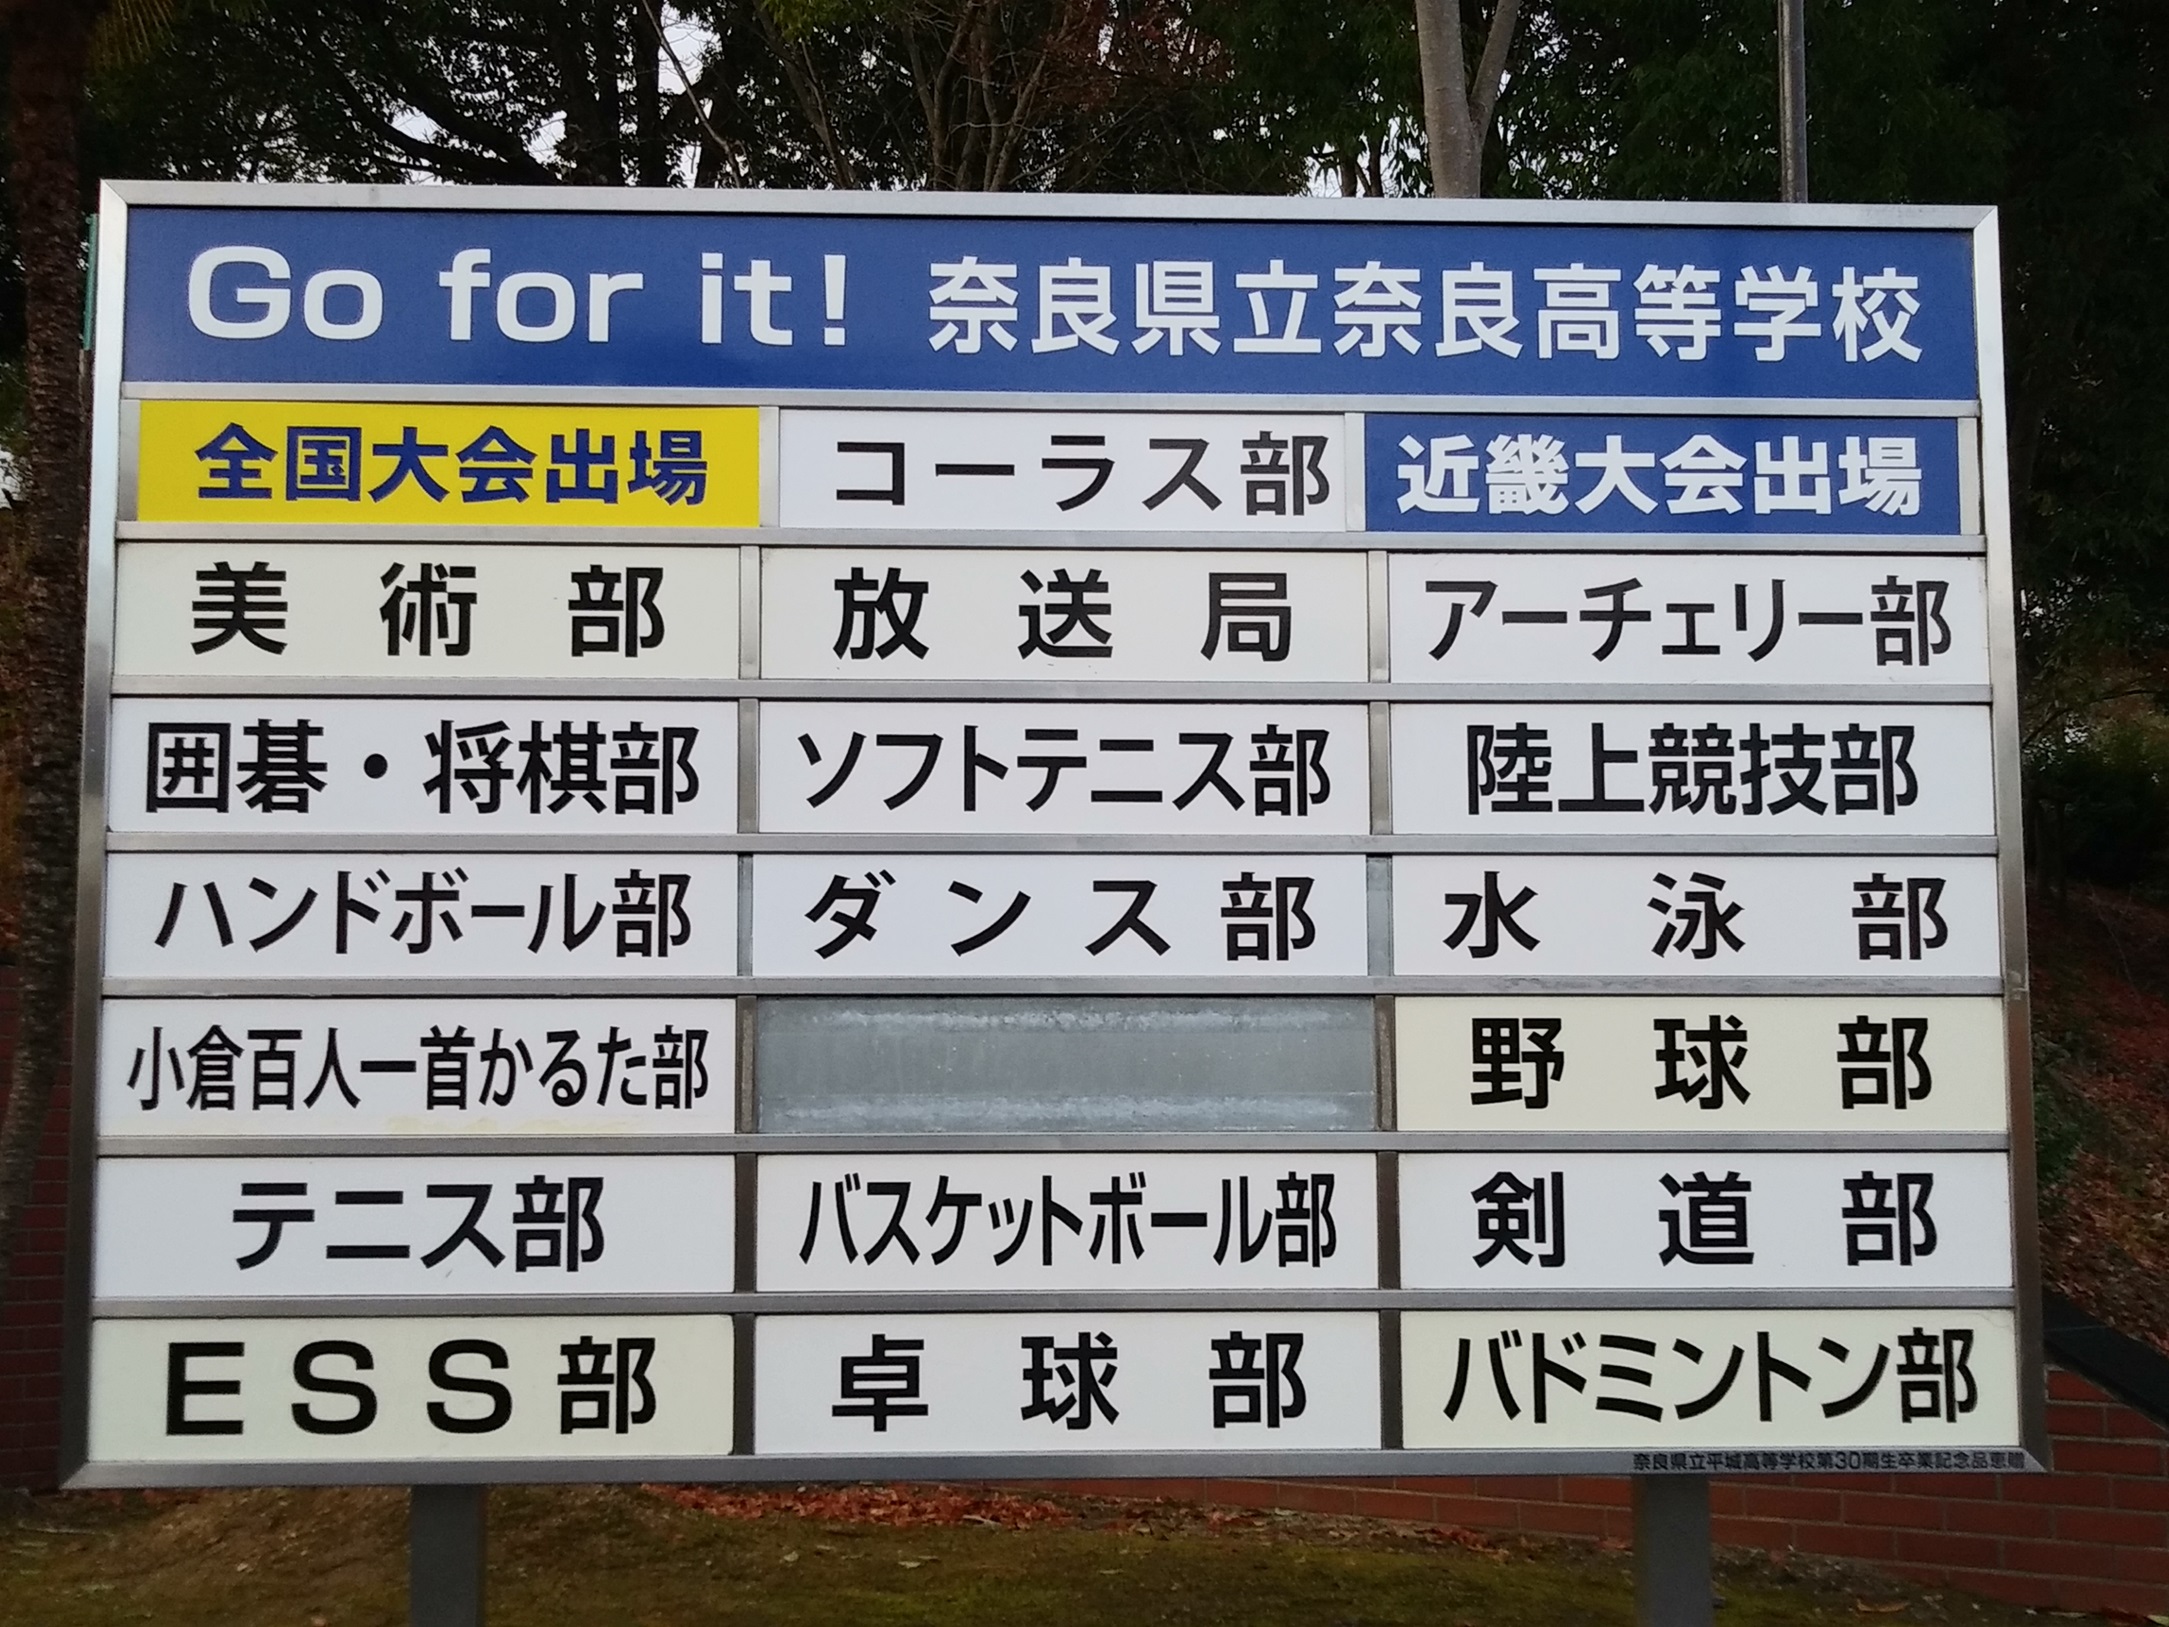 Go for it! 奈良県立奈良高等学校
全国大会出場 コーラス部 近畿大会出場
美術部 放送局 アーチェリー部
囲碁・将棋部 ソフトテニス部 陸上競技部
ハンドボール部 ダンス部 水泳部
小倉百人一首かるた部 野球部
テニス部 バスケットボール部 剣道部
ESS部 卓球部 バドミントン部
奈良県立平城高等学校第30期生卒業記念品恵贈